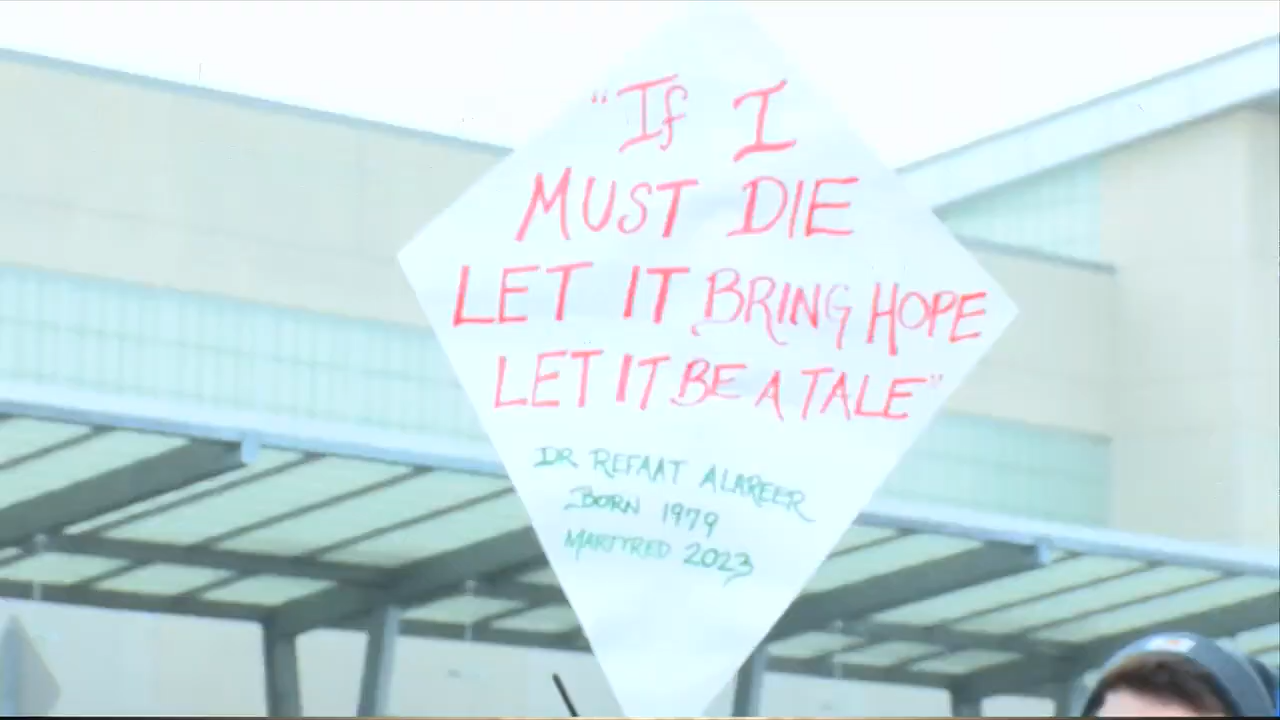 "If I
MUST DIE
LET IT BRING HOPE
LET IT BE A TALE"
DR REFAAT ALAREER
BORN 1979
MARTYRED 2023